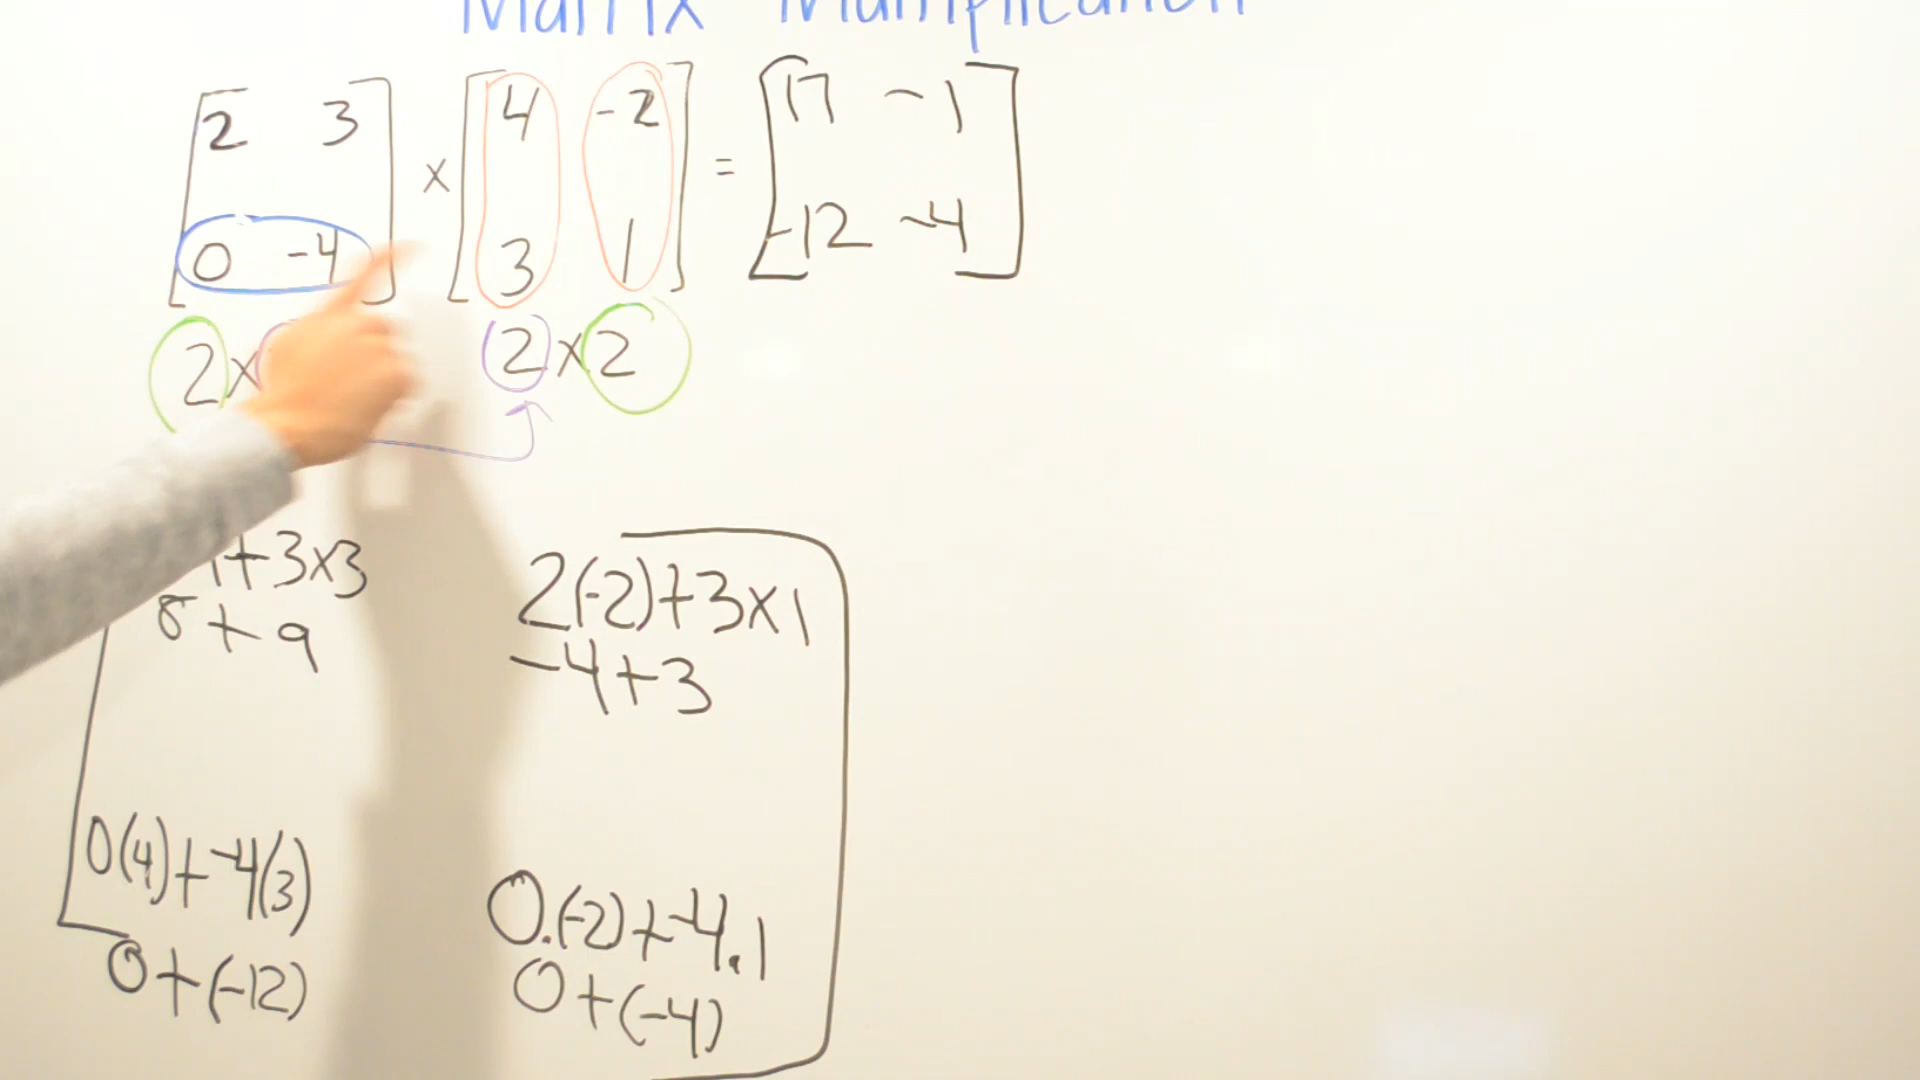 Matrix Multiplication
2 3 × 4 -2 = 17 -1
0 -4 3 1 -12 -4
2× 2×2
+3×3 2(-2)+3×1
8+9 -4+3
0(4)+-4(3) 0.(-2)+-4.1
0+(-12) 0+(-4)